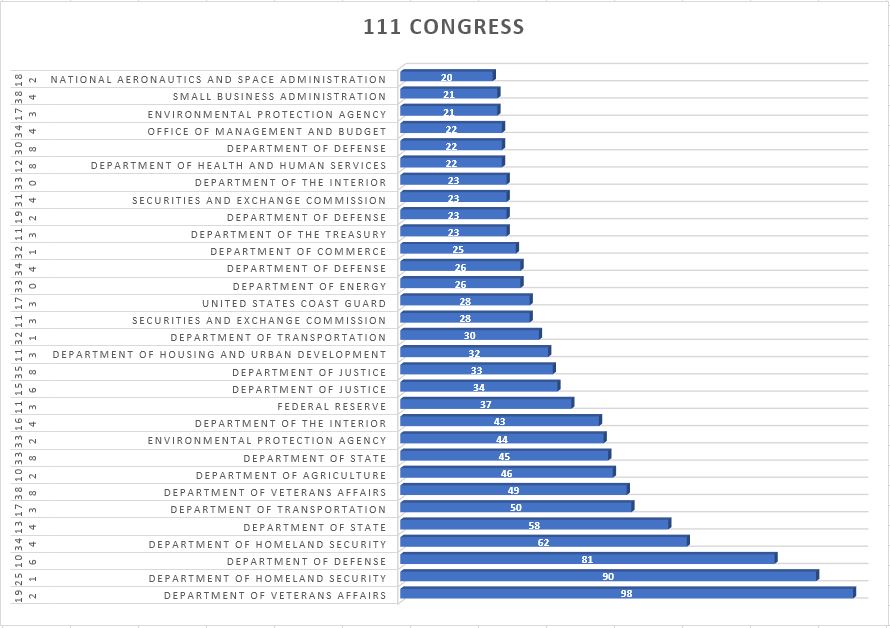 111 CONGRESS
18 2 NATIONAL AERONAUTICS AND SPACE ADMINISTRATION 20
38 4 SMALL BUSINESS ADMINISTRATION 21
17 3 ENVIRONMENTAL PROTECTION AGENCY 21
34 4 OFFICE OF MANAGEMENT AND BUDGET 22
30 8 DEPARTMENT OF DEFENSE 22
12 8 DEPARTMENT OF HEALTH AND HUMAN SERVICES 22
33 0 DEPARTMENT OF THE INTERIOR 23
31 4 SECURITIES AND EXCHANGE COMMISSION 23
19 2 DEPARTMENT OF DEFENSE 23
11 3 DEPARTMENT OF THE TREASURY 23
32 1 DEPARTMENT OF COMMERCE 25
34 4 DEPARTMENT OF DEFENSE 26
33 0 DEPARTMENT OF ENERGY 26
17 3 UNITED STATES COAST GUARD 28
11 3 SECURITIES AND EXCHANGE COMMISSION 28
32 1 DEPARTMENT OF TRANSPORTATION 30
11 3 DEPARTMENT OF HOUSING AND URBAN DEVELOPMENT 32
35 8 DEPARTMENT OF JUSTICE 33
15 6 DEPARTMENT OF JUSTICE 34
11 3 FEDERAL RESERVE 37
16 4 DEPARTMENT OF THE INTERIOR 43
33 2 ENVIRONMENTAL PROTECTION AGENCY 44
33 8 DEPARTMENT OF STATE 45
10 2 DEPARTMENT OF AGRICULTURE 46
38 8 DEPARTMENT OF VETERANS AFFAIRS 49
17 3 DEPARTMENT OF TRANSPORTATION 50
13 4 DEPARTMENT OF STATE 58
34 4 DEPARTMENT OF HOMELAND SECURITY 62
10 6 DEPARTMENT OF DEFENSE 81
25 1 DEPARTMENT OF HOMELAND SECURITY 90
19 2 DEPARTMENT OF VETERANS AFFAIRS 98